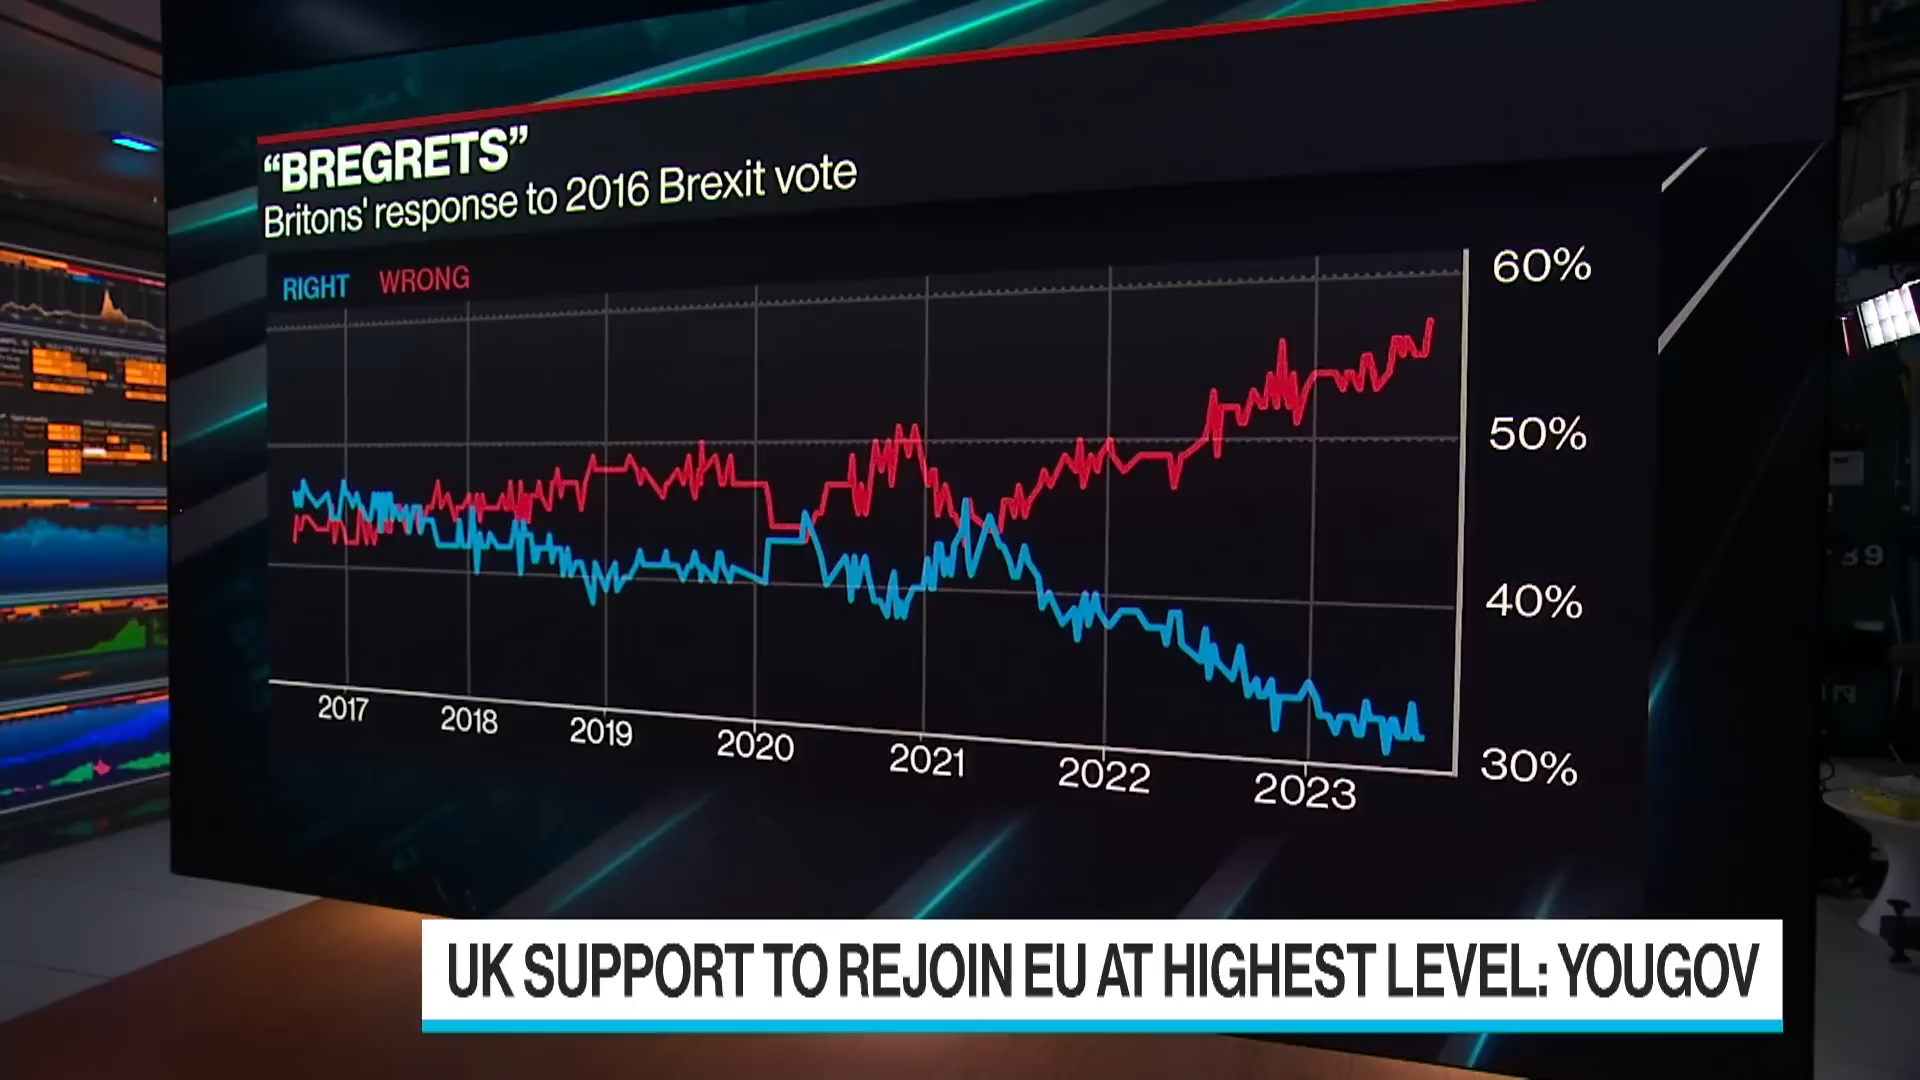 “BREGRETS”
Britons' response to 2016 Brexit vote
RIGHT WRONG
60%
50%
40%
30%
2017 2018 2019 2020 2021 2022 2023
39
UK SUPPORT TO REJOIN EU AT HIGHEST LEVEL: YOUGOV